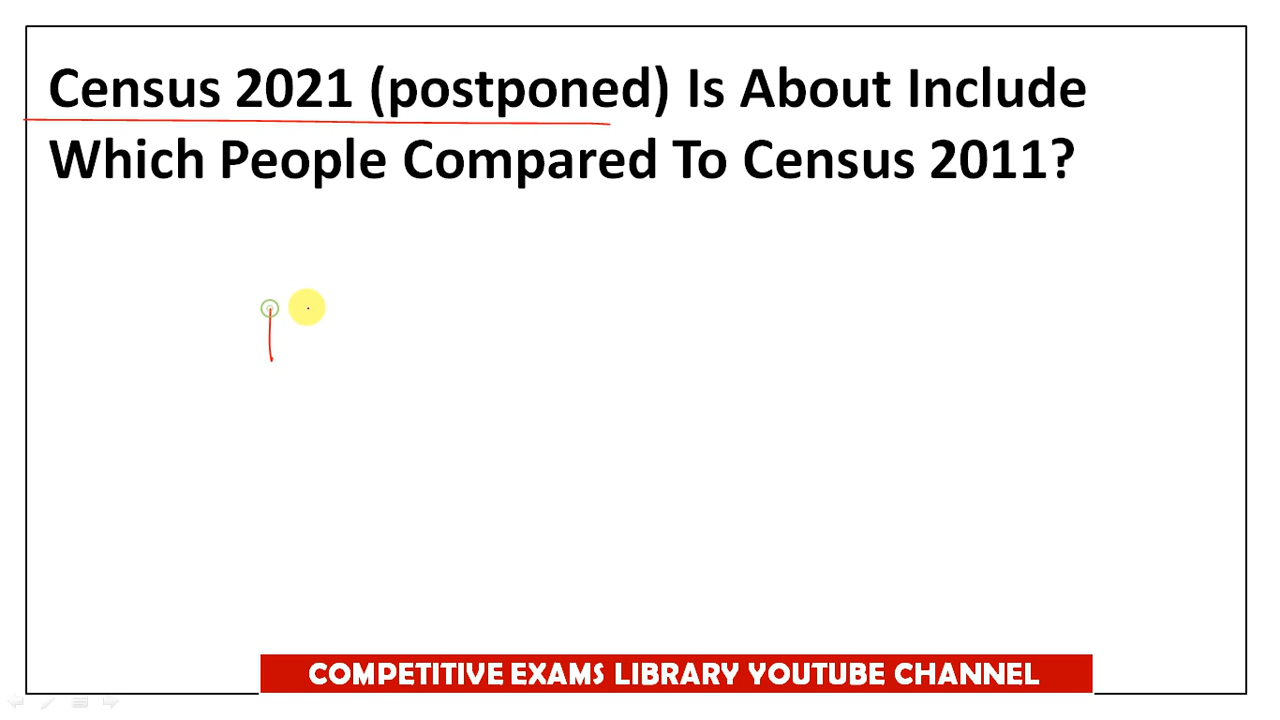 Census 2021 (postponed) Is About Include
Which People Compared To Census 2011?
COMPETITIVE EXAMS LIBRARY YOUTUBE CHANNEL